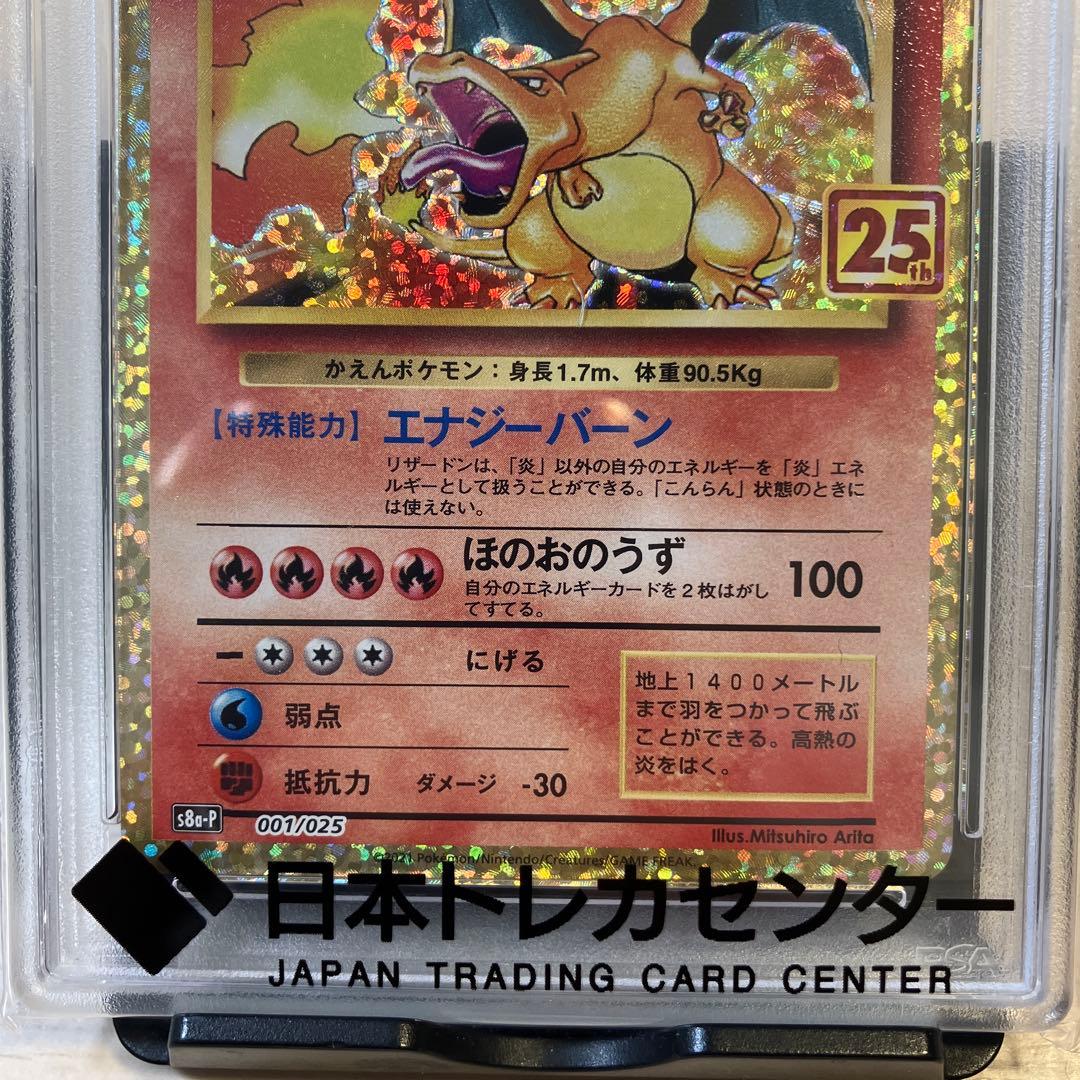 25th
かえんポケモン：身長1.7m、体重90.5Kg
【特殊能力】エナジーバーン
リザードンは、「炎」以外の自分のエネルギーを「炎」エネ
ルギーとして扱うことができる。「こんらん」状態のときに
は使えない。
ほのおのうず 100
自分のエネルギーカードを２枚はがし
てすてる。
にげる
弱点
抵抗力 ダメージ -30
地上１４００メートル
まで羽をつかって飛ぶ
ことができる。高熱の
炎をはく。
s8a-P 001/025
Illus.Mitsuhiro Arita
©2021 Pokémon/Nintendo/Creatures/GAME FREAK.
日本トレカセンター
PSA
JAPAN TRADING CARD CENTER